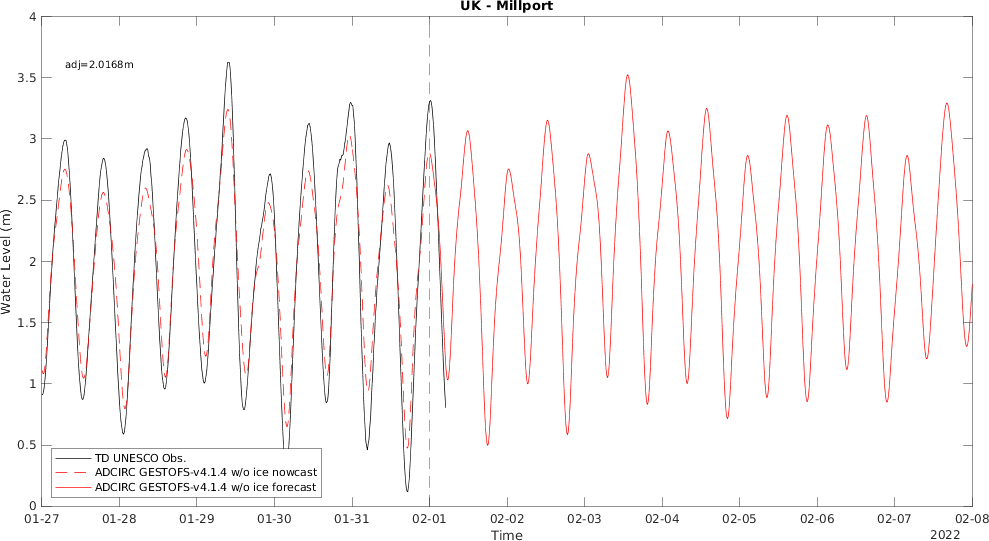 UK - Millport
adj=2.0168m
Water Level (m)
4
3.5
3
2.5
2
1.5
1
0.5
0
TD UNESCO Obs.
ADCIRC GESTOFS-v4.1.4 w/o ice nowcast
ADCIRC GESTOFS-v4.1.4 w/o ice forecast
01-27 01-28 01-29 01-30 01-31 02-01 02-02 02-03 02-04 02-05 02-06 02-07 02-08
Time
2022